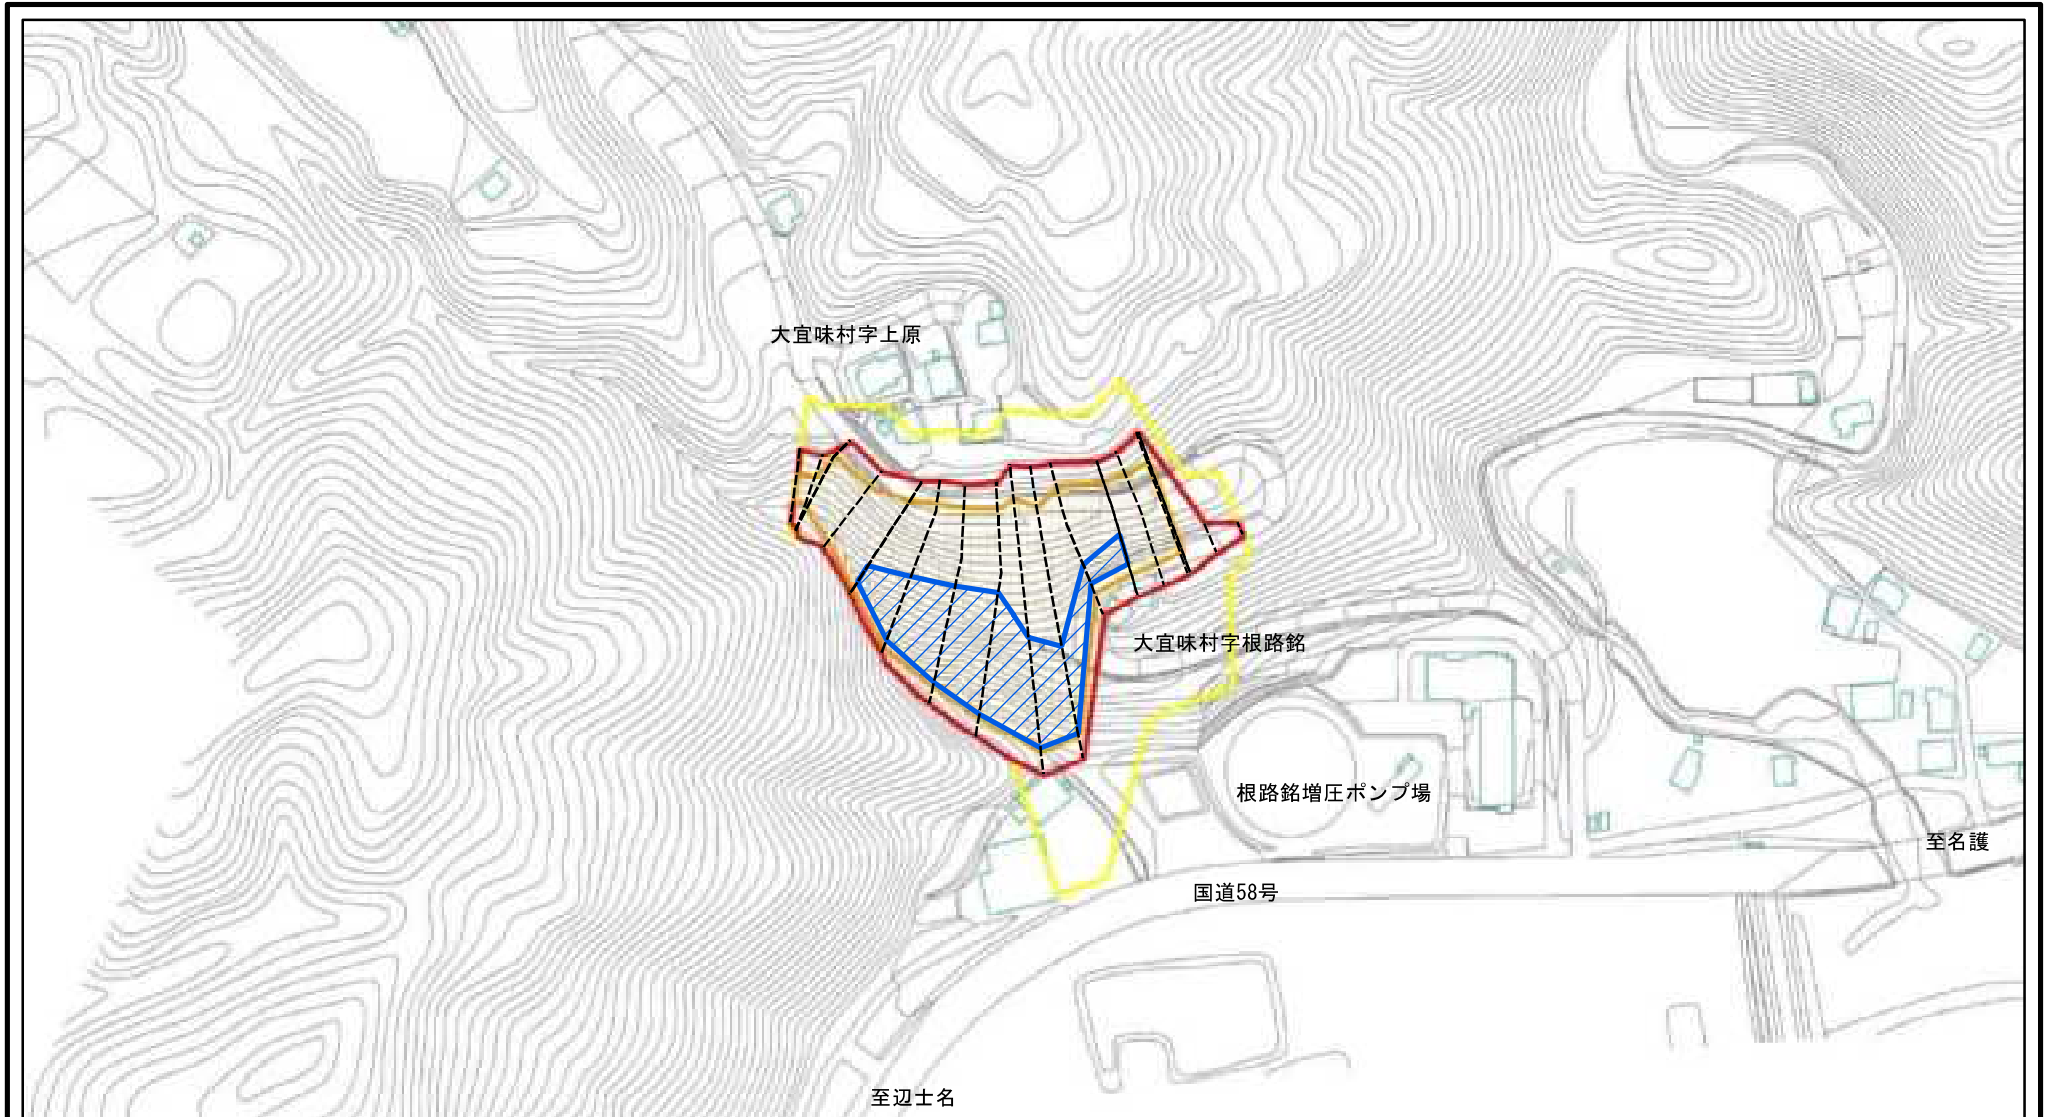 大宜味村字上原
大宜味村字根路銘
根路銘増圧ポンプ場
至名護
国道58号
至辺士名